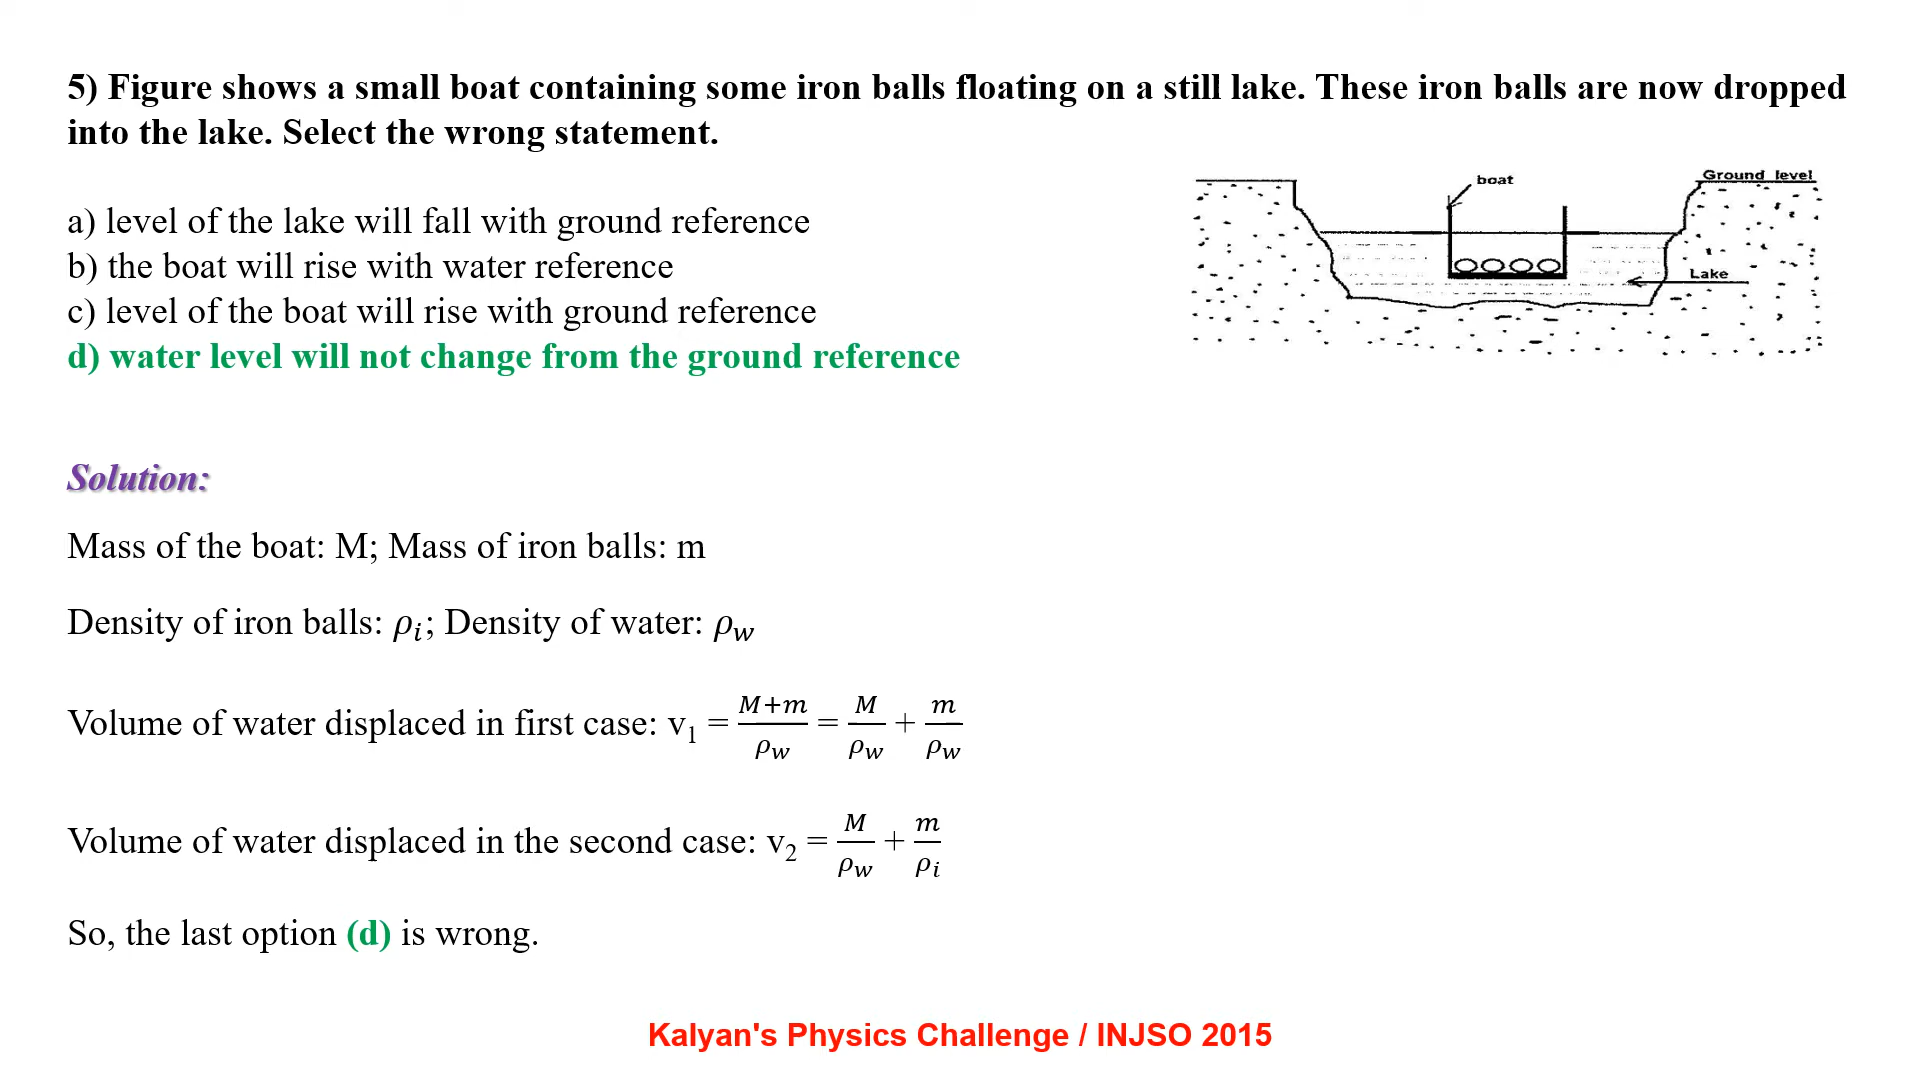 5) Figure shows a small boat containing some iron balls floating on a still lake. These iron balls are now dropped
into the lake. Select the wrong statement.
boat
Ground level
a) level of the lake will fall with ground reference
b) the boat will rise with water reference
Lake
c) level of the boat will rise with ground reference
d) water level will not change from the ground reference
Solution:
Mass of the boat: M; Mass of iron balls: m
Density of iron balls: ρᵢ; Density of water: ρ_w
Volume of water displaced in first case: v₁ = (M+m)/ρ_w = M/ρ_w + m/ρ_w
Volume of water displaced in the second case: v₂ = M/ρ_w + m/ρᵢ
So, the last option (d) is wrong.
Kalyan's Physics Challenge / INJSO 2015